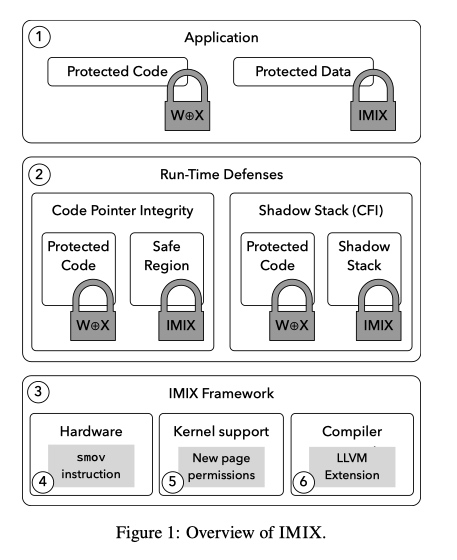 1
Application
Protected Code
Protected Data
W⊕X
IMIX
2
Run-Time Defenses
Code Pointer Integrity
Shadow Stack (CFI)
Protected
Code
Safe
Region
Protected
Code
Shadow
Stack
W⊕X
IMIX
W⊕X
IMIX
3
IMIX Framework
Hardware
Kernel support
Compiler
smov
instruction
New page
permissions
LLVM
Extension
4
5
6
Figure 1: Overview of IMIX.